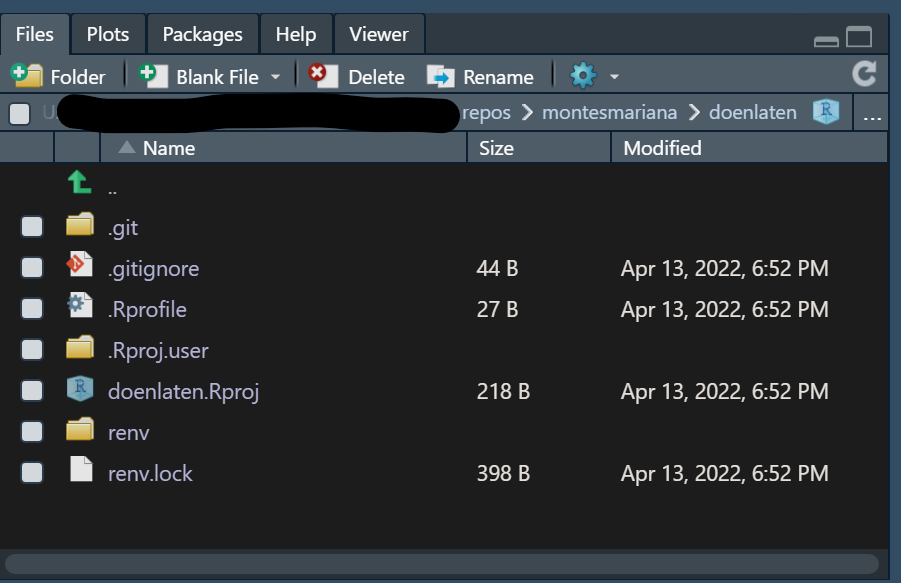 Files Plots Packages Help Viewer
Folder Blank File Delete Rename
repos montesmariana doenlaten R ...
Name Size Modified
..
.git
.gitignore 44 B Apr 13, 2022, 6:52 PM
.Rprofile 27 B Apr 13, 2022, 6:52 PM
.Rproj.user
R doenlaten.Rproj 218 B Apr 13, 2022, 6:52 PM
renv
renv.lock 398 B Apr 13, 2022, 6:52 PM